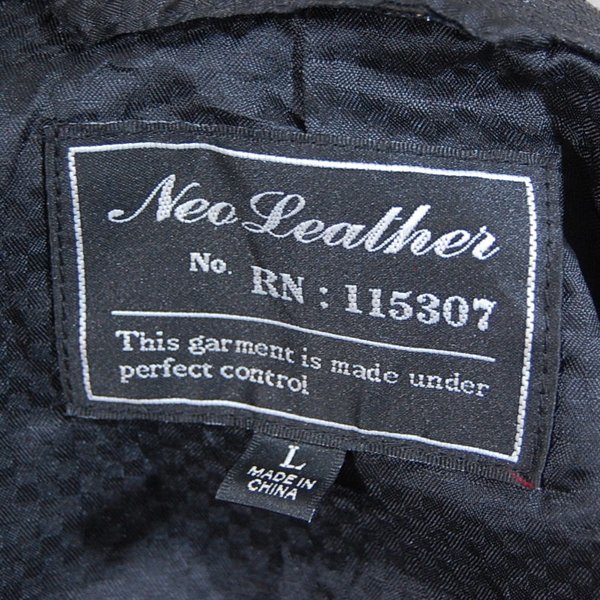 Neo Leather
No. RN : 115307
This garment is made under
perfect control
L
MADE IN
CHINA